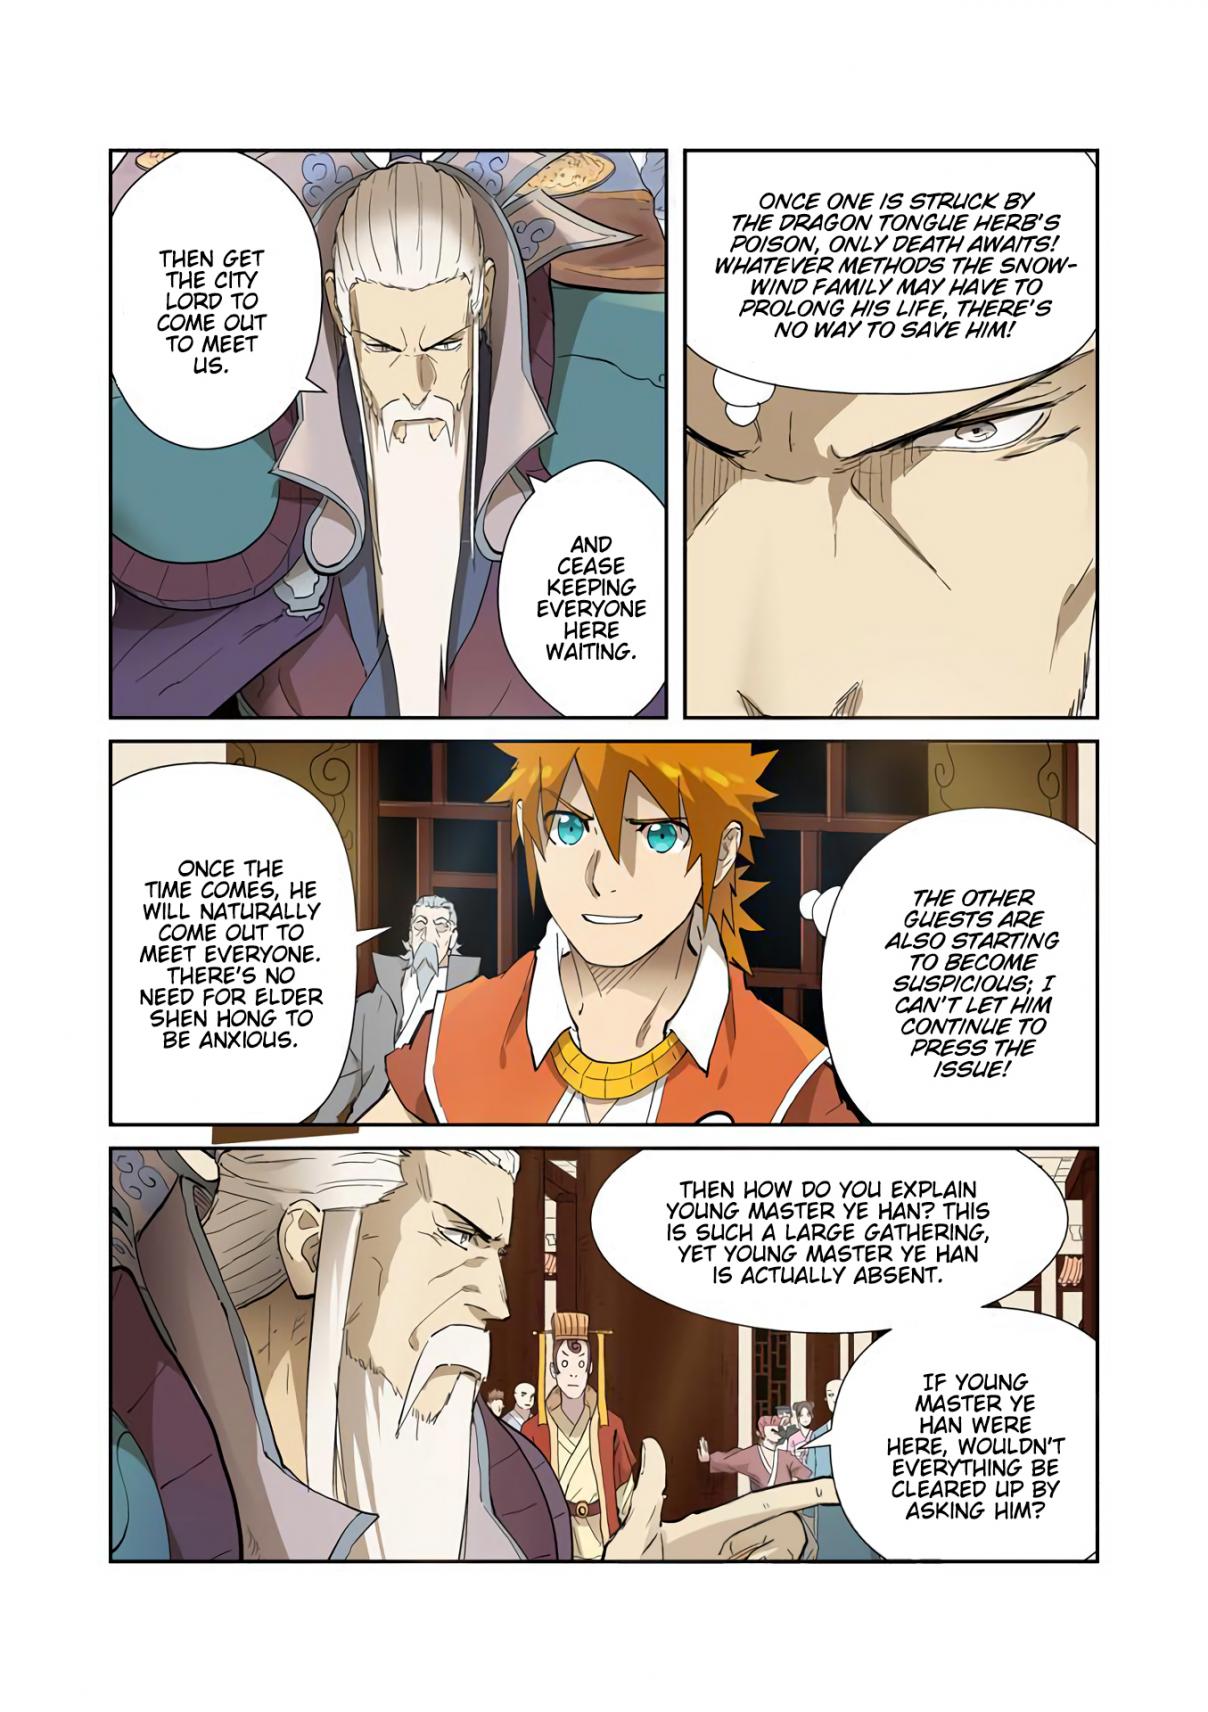 THEN GET
THE CITY
LORD TO
COME OUT
TO MEET
US.
AND
CEASE
KEEPING
EVERYONE
HERE
WAITING.
ONCE ONE IS STRUCK BY
THE DRAGON TONGUE HERB'S
POISON, ONLY DEATH AWAITS!
WHATEVER METHODS THE SNOW-
WIND FAMILY MAY HAVE TO
PROLONG HIS LIFE, THERE'S
NO WAY TO SAVE HIM!
ONCE THE
TIME COMES, HE
WILL NATURALLY
COME OUT TO
MEET EVERYONE.
THERE'S NO
NEED FOR ELDER
SHEN HONG TO
BE ANXIOUS.
THE OTHER
GUESTS ARE
ALSO STARTING
TO BECOME
SUSPICIOUS; I
CAN'T LET HIM
CONTINUE TO
PRESS THE
ISSUE!
THEN HOW DO YOU EXPLAIN
YOUNG MASTER YE HAN? THIS
IS SUCH A LARGE GATHERING,
YET YOUNG MASTER YE HAN
IS ACTUALLY ABSENT.
IF YOUNG
MASTER YE
HAN WERE
HERE, WOULDN'T
EVERYTHING BE
CLEARED UP BY
ASKING HIM?